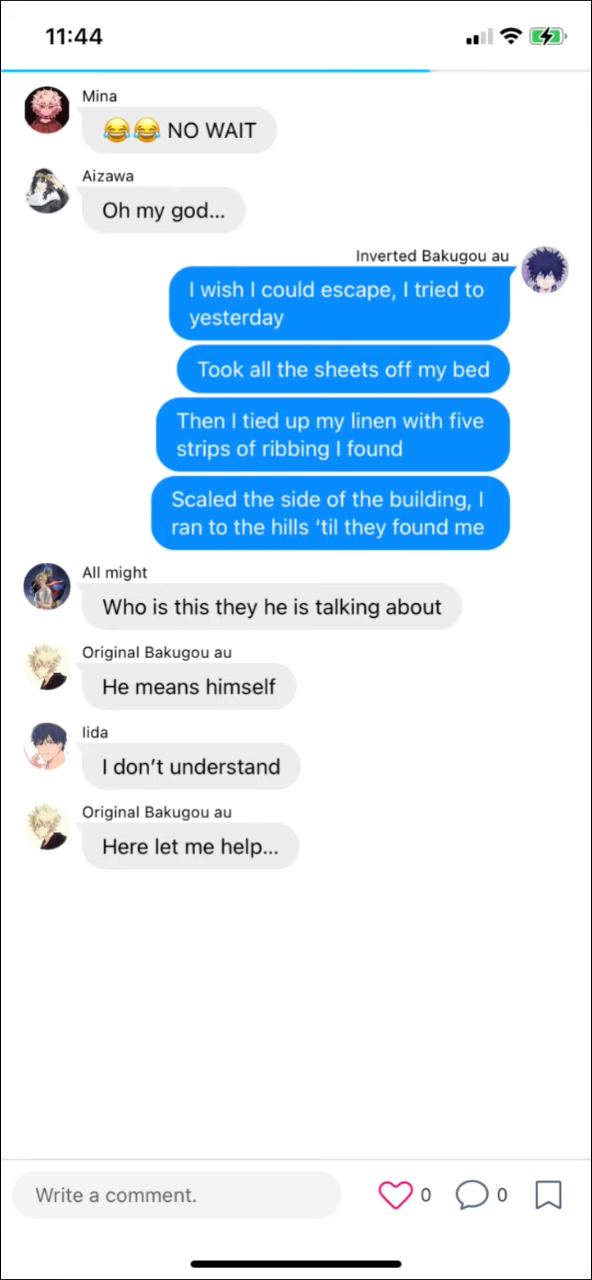 11:44
Mina
😂😂 NO WAIT
Aizawa
Oh my god...
Inverted Bakugou au
I wish I could escape, I tried to
yesterday
Took all the sheets off my bed
Then I tied up my linen with five
strips of ribbing I found
Scaled the side of the building, I
ran to the hills ‘til they found me
All might
Who is this they he is talking about
Original Bakugou au
He means himself
Iida
I don’t understand
Original Bakugou au
Here let me help...
Write a comment.
0
0